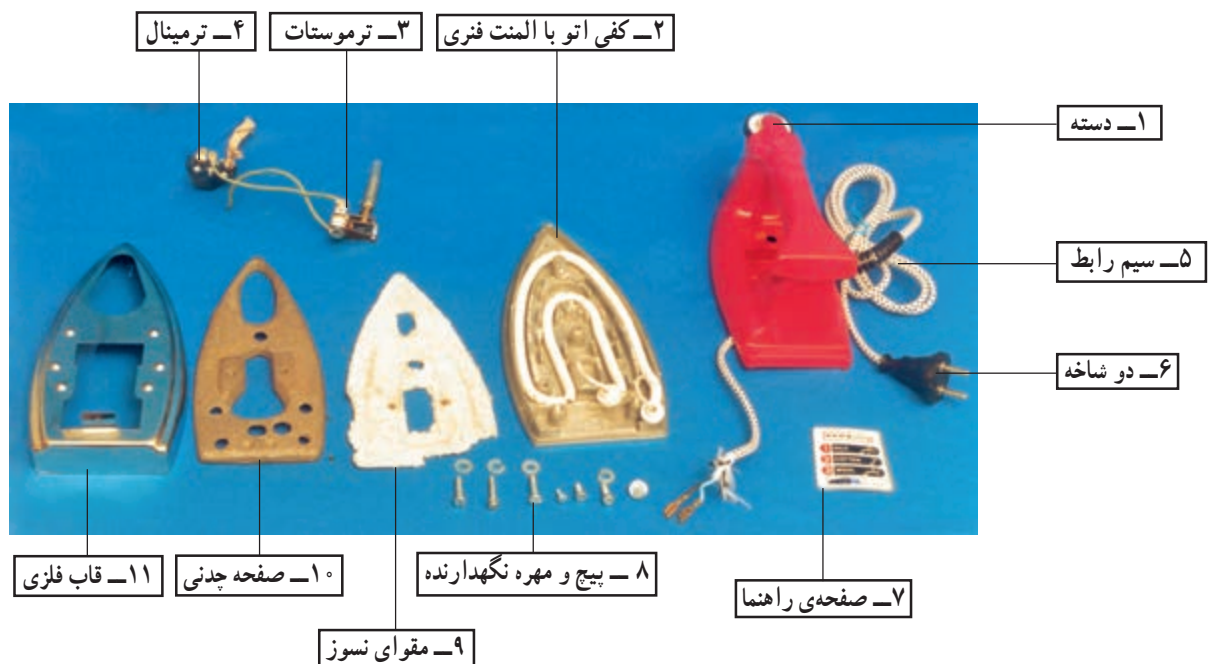 ۱ــ دسته
۲ــ کفی اتو با المنت فنری
۳ــ ترموستات
۴ــ ترمینال
۵ــ سیم رابط
۶ــ دو شاخه
۷ــ صفحه‌ی راهنما
۸ ــ پیچ و مهره نگهدارنده
۹ــ مقوای نسوز
۱۰ــ صفحه چدنی
۱۱ــ قاب فلزی